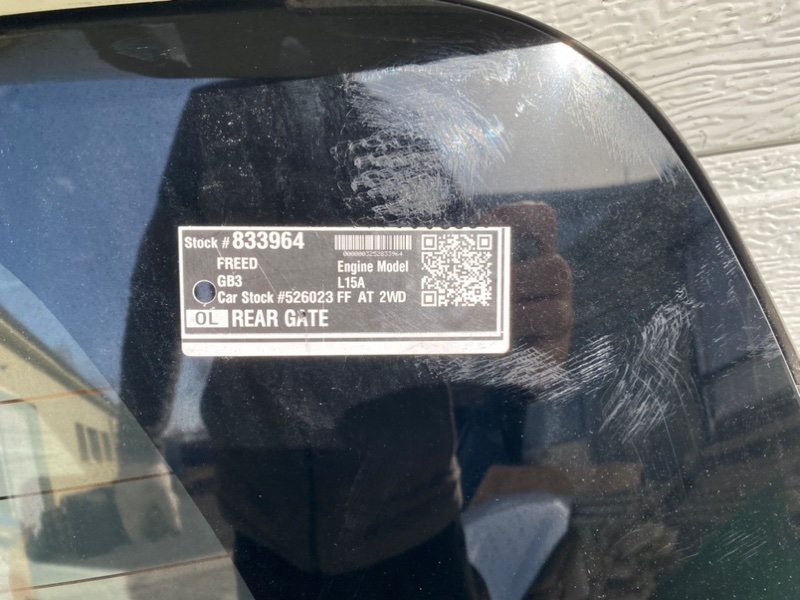 Stock # 833964
0000003252833964
FREED
Engine Model
GB3
L15A
Car Stock #526023 FF AT 2WD
OL REAR GATE